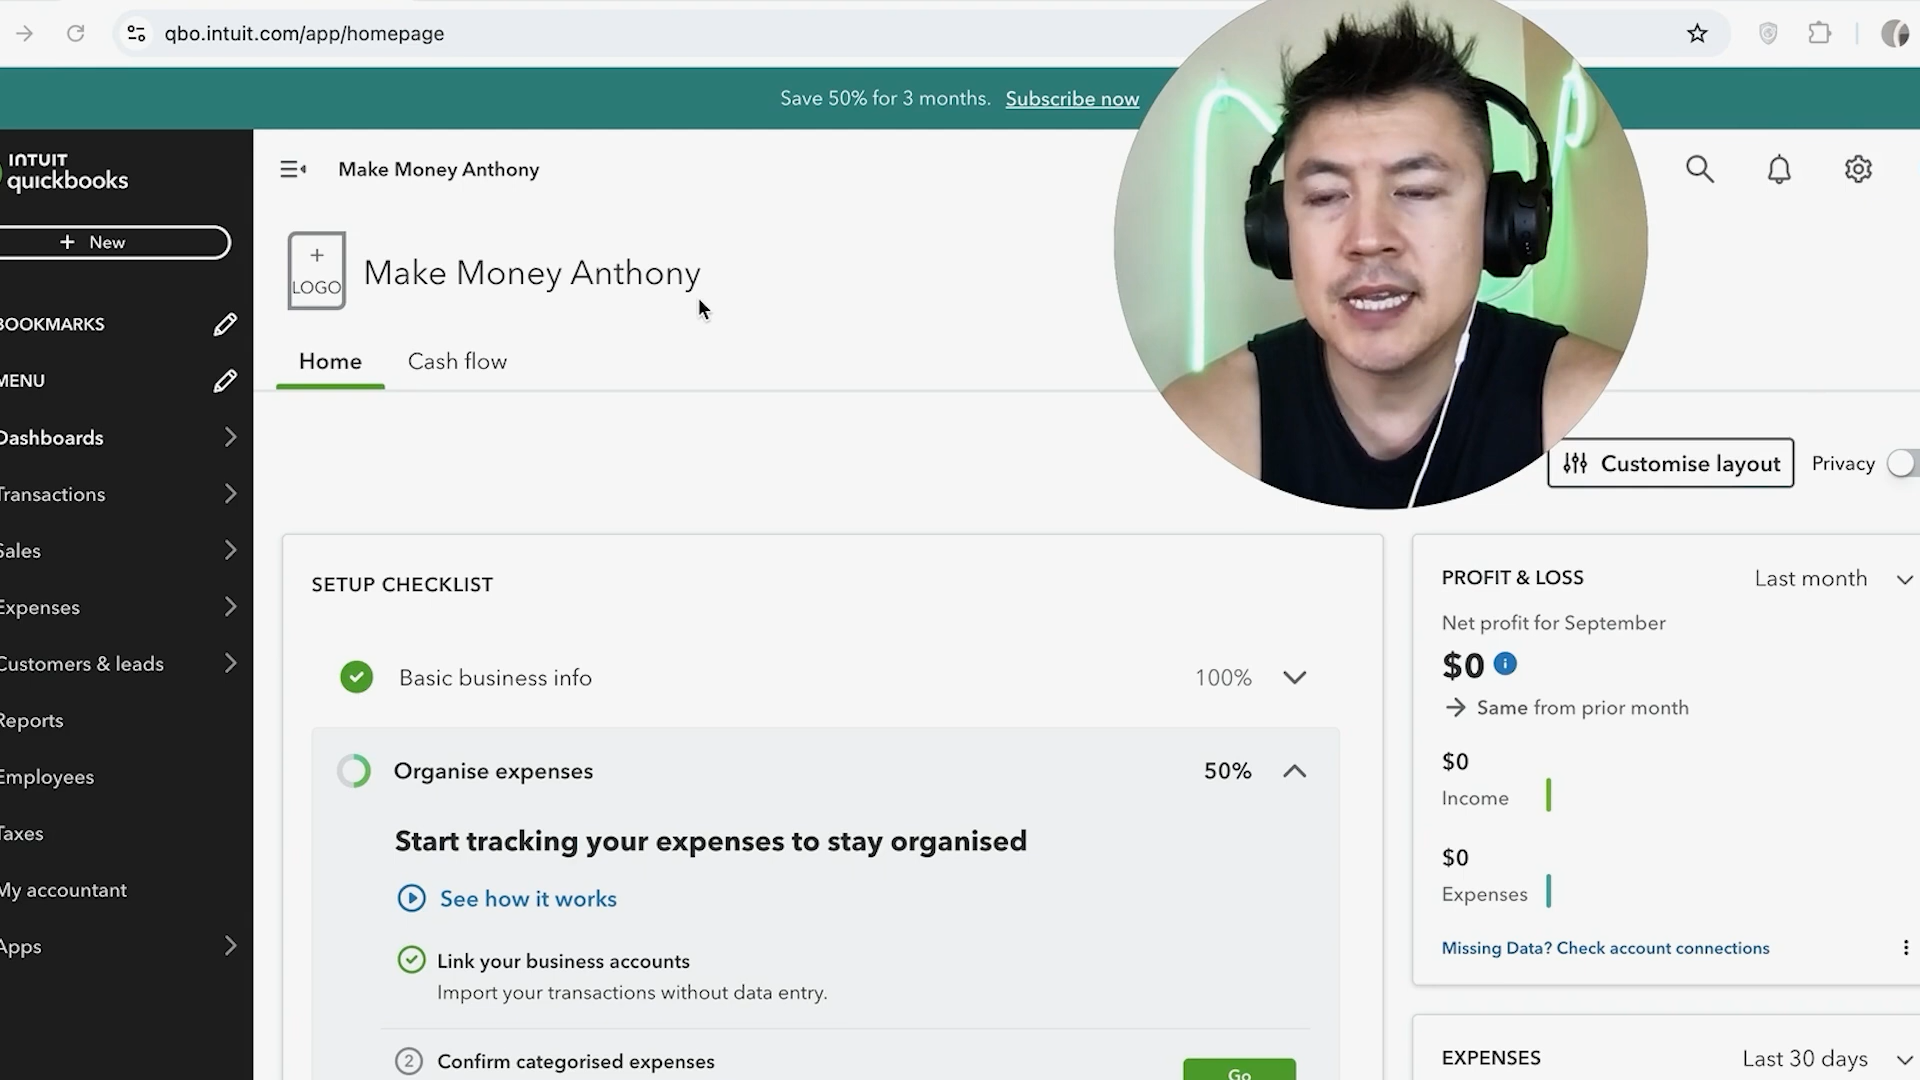 qbo.intuit.com/app/homepage
Save 50% for 3 months. Subscribe now
INTUIT
quickbooks
Make Money Anthony
+ New
+
LOGO
Make Money Anthony
BOOKMARKS
MENU
Home
Cash flow
Dashboards
Transactions
Sales
Expenses
Customers & leads
Reports
Employees
Taxes
My accountant
Apps
Customise layout
Privacy
SETUP CHECKLIST
Basic business info
100%
Organise expenses
50%
Start tracking your expenses to stay organised
See how it works
Link your business accounts
Import your transactions without data entry.
2
Confirm categorised expenses
Go
PROFIT & LOSS
Last month
Net profit for September
$0
Same from prior month
$0
Income
$0
Expenses
Missing Data? Check account connections
EXPENSES
Last 30 days